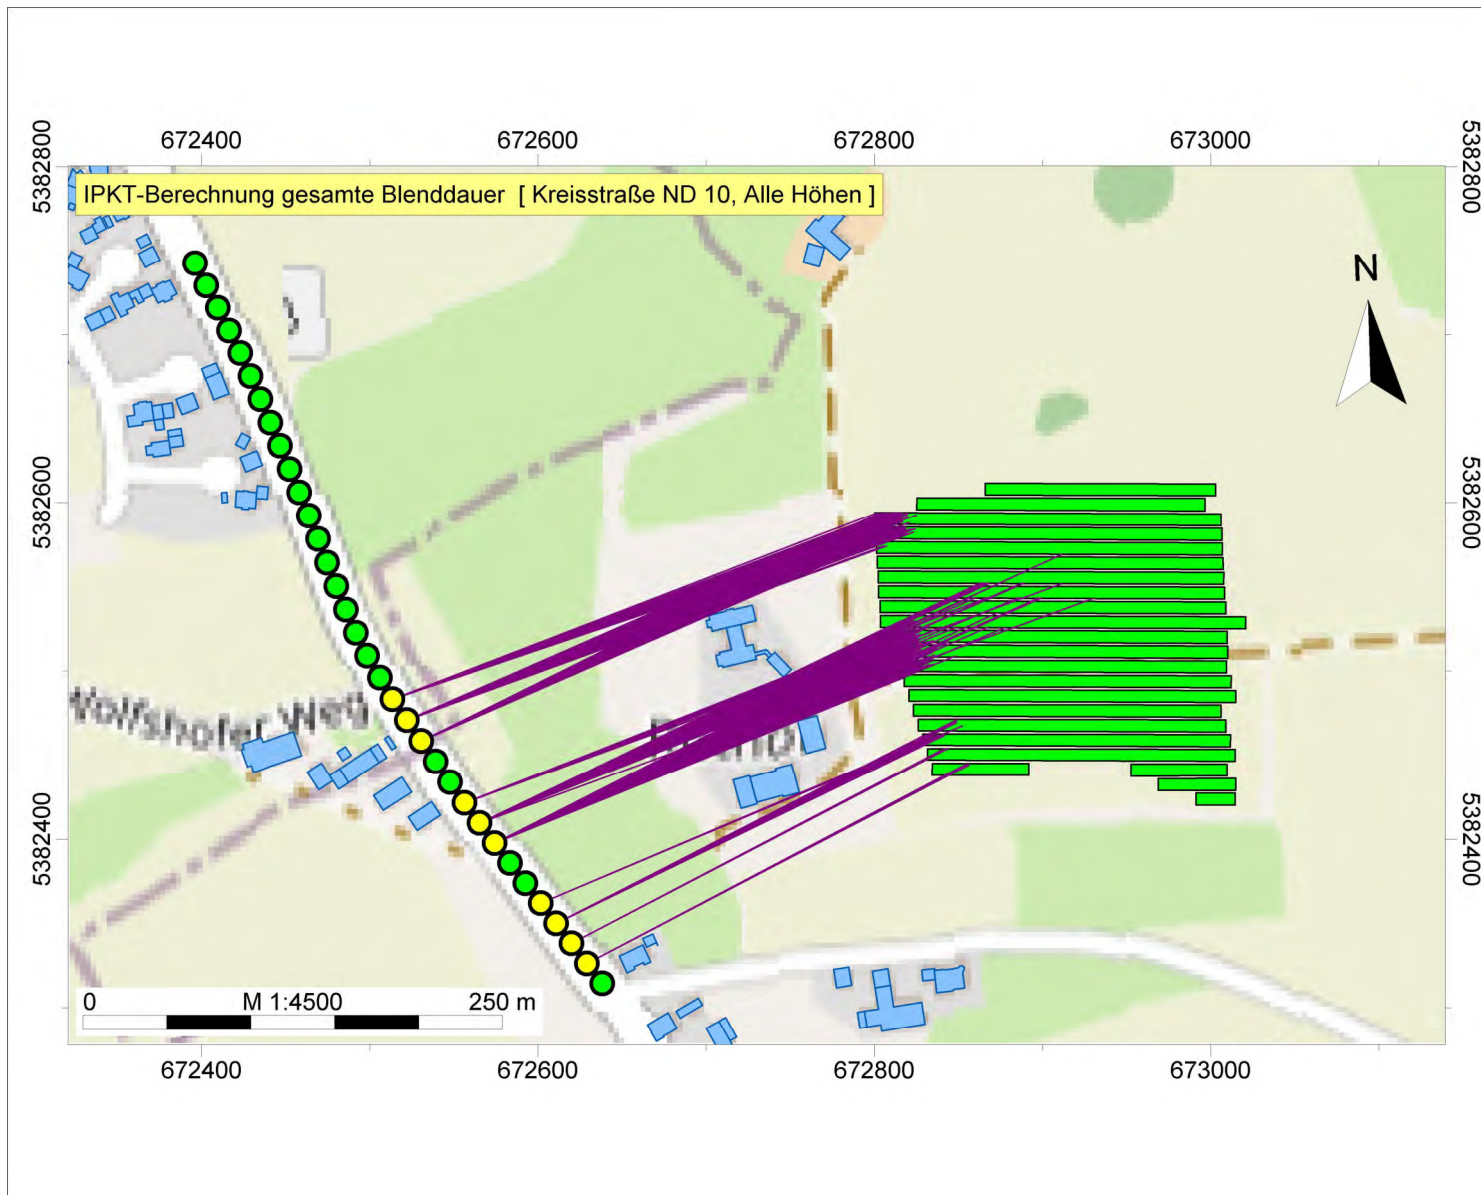 672400 672600 672800 673000
5382800
5382800
IPKT-Berechnung gesamte Blenddauer [ Kreisstraße ND 10, Alle Höhen ]
N
5382600
5382600
Wolfshofer Weg
5382400
5382400
0 M 1:4500 250 m
672400 672600 672800 673000